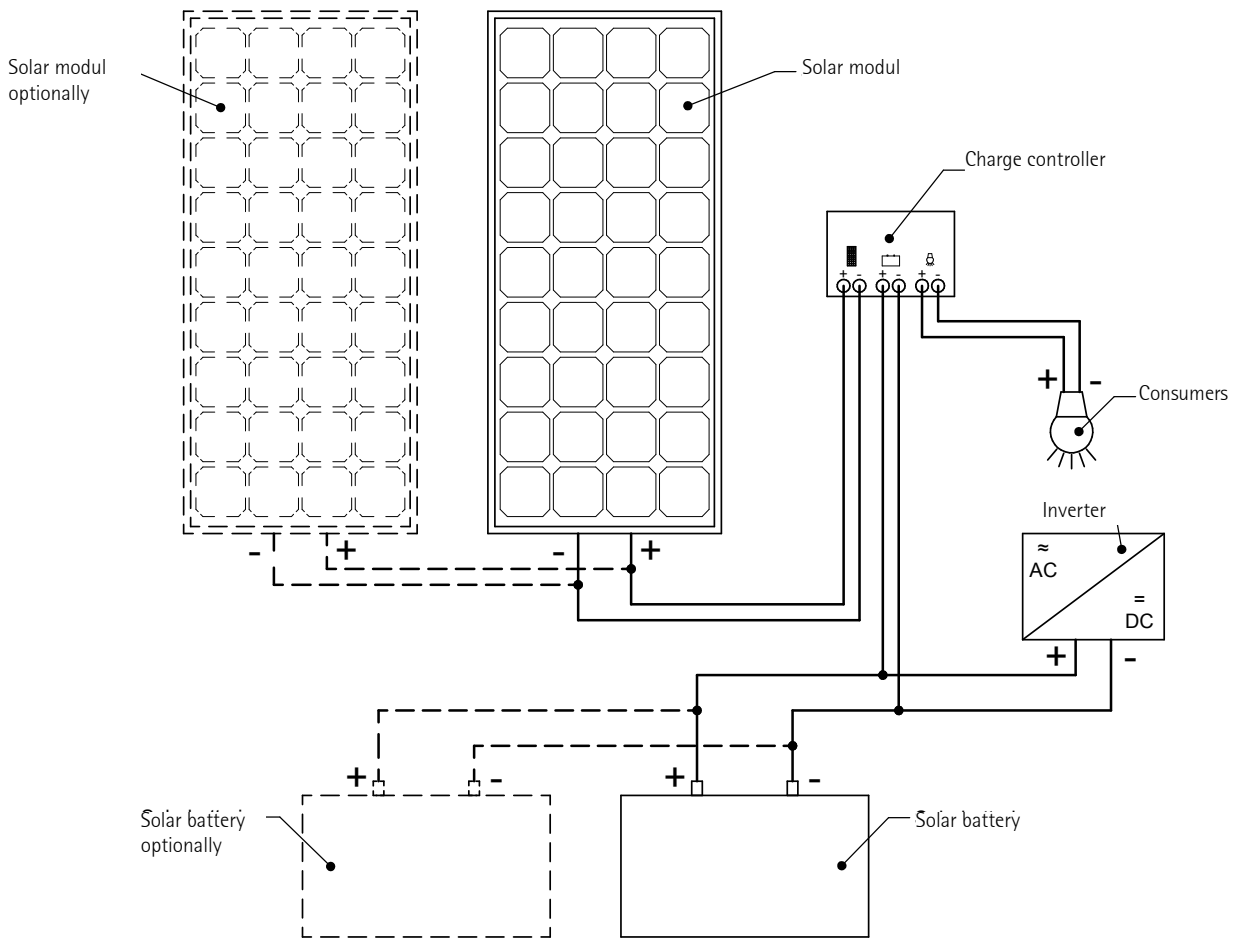 Solar modul
optionally
Solar modul
Charge controller
+ - + - + -
+ -
Consumers
Inverter
≈
AC
=
DC
- +
- +
+ -
+ -
+ -
Solar battery
optionally
Solar battery